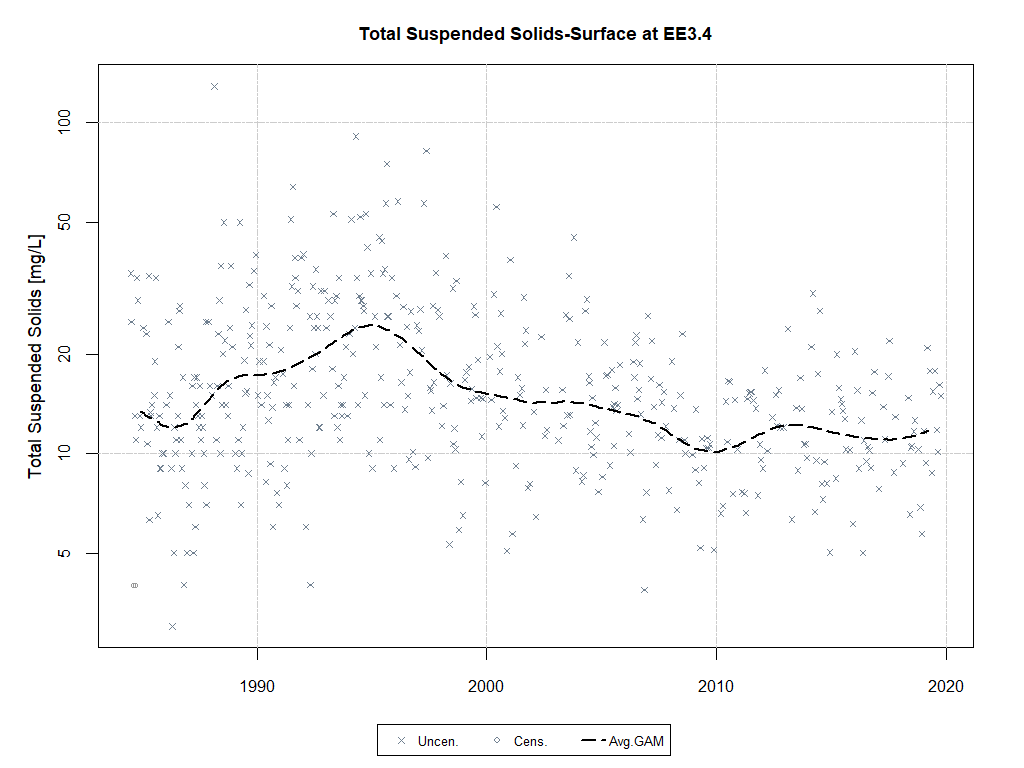 Total Suspended Solids-Surface at EE3.4
Total Suspended Solids [mg/L]
100
50
20
10
5
1990 2000 2010 2020
Uncen. Cens. Avg.GAM